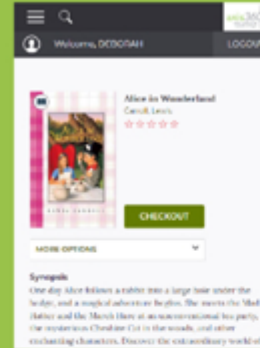 Welcome, DEBORAH
LOGOUT
Alice in Wonderland
Carroll, Lewis
CHECKOUT
MORE OPTIONS
Synopsis
One day Alice follows a rabbit into a large hole under the
hedge, and a magical adventure begins. She meets the Mad
Hatter and the March Hare at an unconventional tea party,
the mysterious Cheshire Cat in the woods, and other
enchanting characters. Discover the extraordinary world of